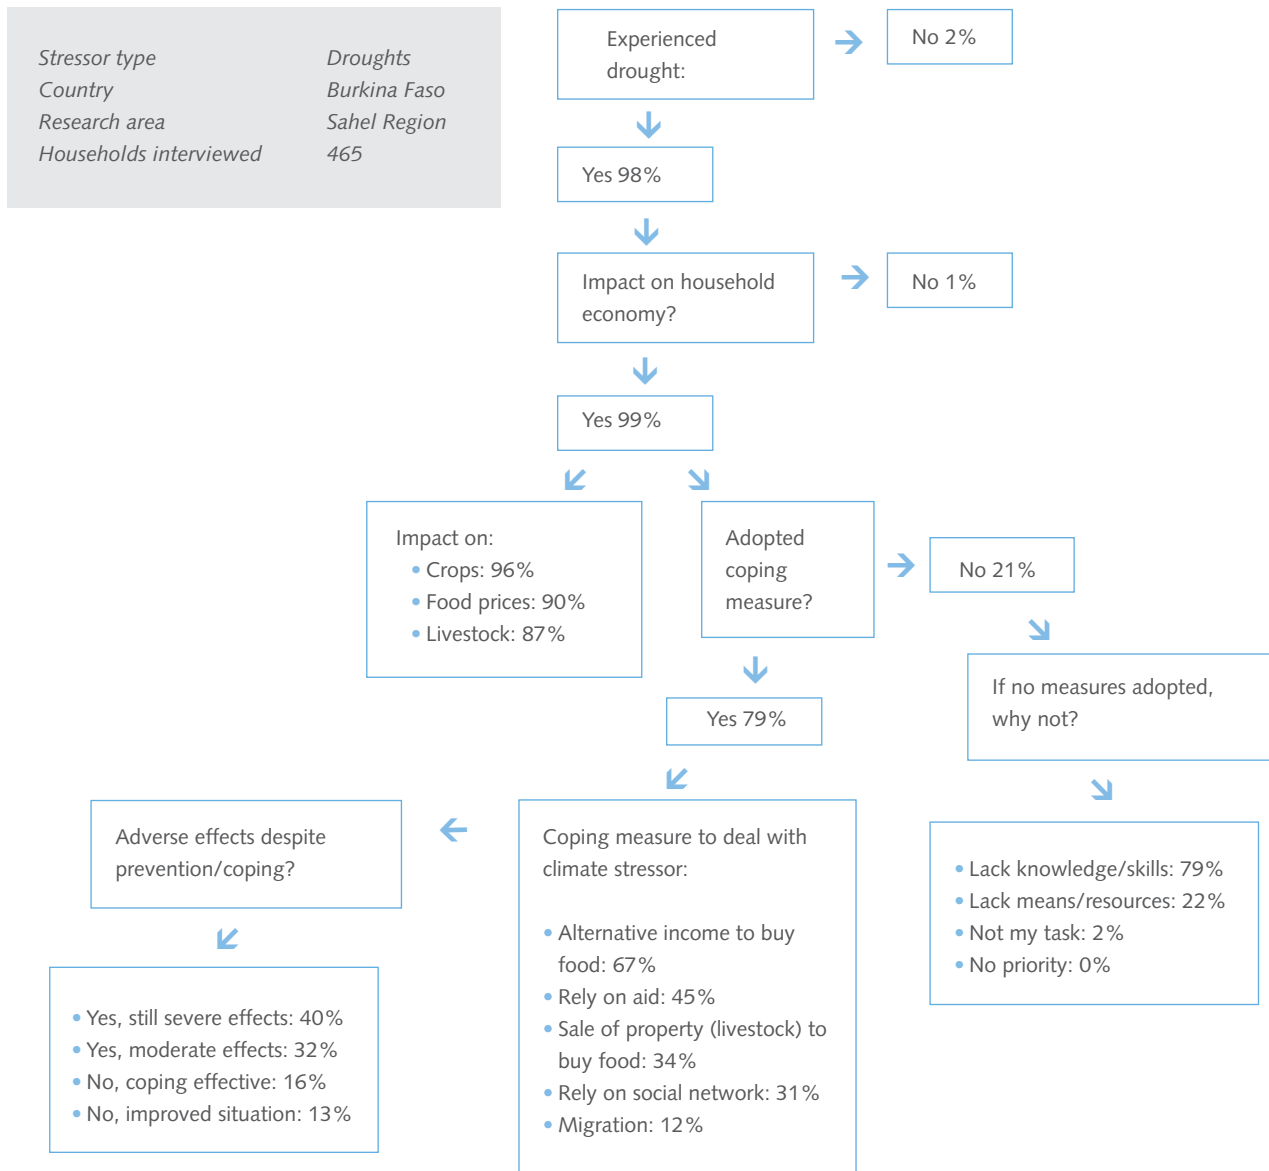 Stressor type Droughts
Country Burkina Faso
Research area Sahel Region
Households interviewed 465
Experienced
drought:
No 2%
Yes 98%
Impact on household
economy?
No 1%
Yes 99%
Impact on:
• Crops: 96%
• Food prices: 90%
• Livestock: 87%
Adopted
coping
measure?
No 21%
If no measures adopted,
why not?
Yes 79%
Adverse effects despite
prevention/coping?
Coping measure to deal with
climate stressor:
• Alternative income to buy
food: 67%
• Rely on aid: 45%
• Sale of property (livestock) to
buy food: 34%
• Rely on social network: 31%
• Migration: 12%
• Lack knowledge/skills: 79%
• Lack means/resources: 22%
• Not my task: 2%
• No priority: 0%
• Yes, still severe effects: 40%
• Yes, moderate effects: 32%
• No, coping effective: 16%
• No, improved situation: 13%